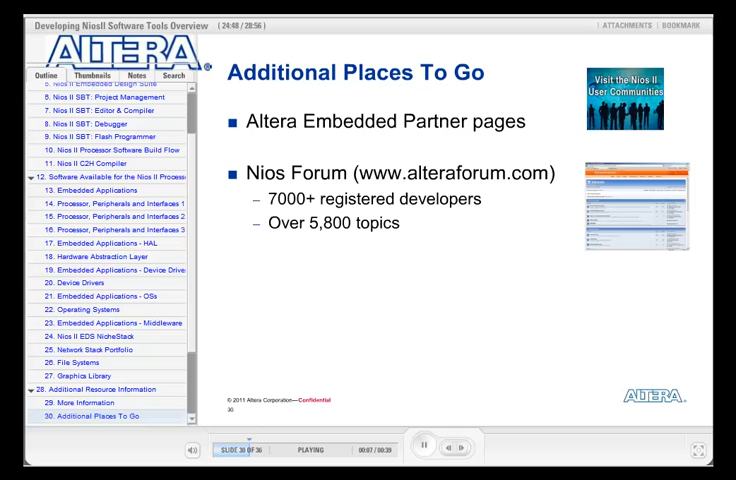 Developing NiosII Software Tools Overview ( 24:48 / 28:56 )
ATTACHMENTS | BOOKMARK
ALTERA®
Outline Thumbnails Notes Search
5. Nios II Embedded Design Suite
6. Nios II SBT: Project Management
7. Nios II SBT: Editor & Compiler
8. Nios II SBT: Debugger
9. Nios II SBT: Flash Programmer
10. Nios II Processor Software Build Flow
11. Nios II C2H Compiler
12. Software Available for the Nios II Process
13. Embedded Applications
14. Processor, Peripherals and Interfaces 1
15. Processor, Peripherals and Interfaces 2
16. Processor, Peripherals and Interfaces 3
17. Embedded Applications - HAL
18. Hardware Abstraction Layer
19. Embedded Applications - Device Drive
20. Device Drivers
21. Embedded Applications - OSs
22. Operating Systems
23. Embedded Applications - Middleware
24. Nios II EDS NicheStack
25. Network Stack Portfolio
26. File Systems
27. Graphics Library
28. Additional Resource Information
29. More Information
30. Additional Places To Go
Additional Places To Go
■ Altera Embedded Partner pages
■ Nios Forum (www.alteraforum.com)
– 7000+ registered developers
– Over 5,800 topics
Visit the Nios II
User Communities
© 2011 Altera Corporation—Confidential
30
ALTERA.
SLIDE 30 OF 36 PLAYING 00:07 / 00:39